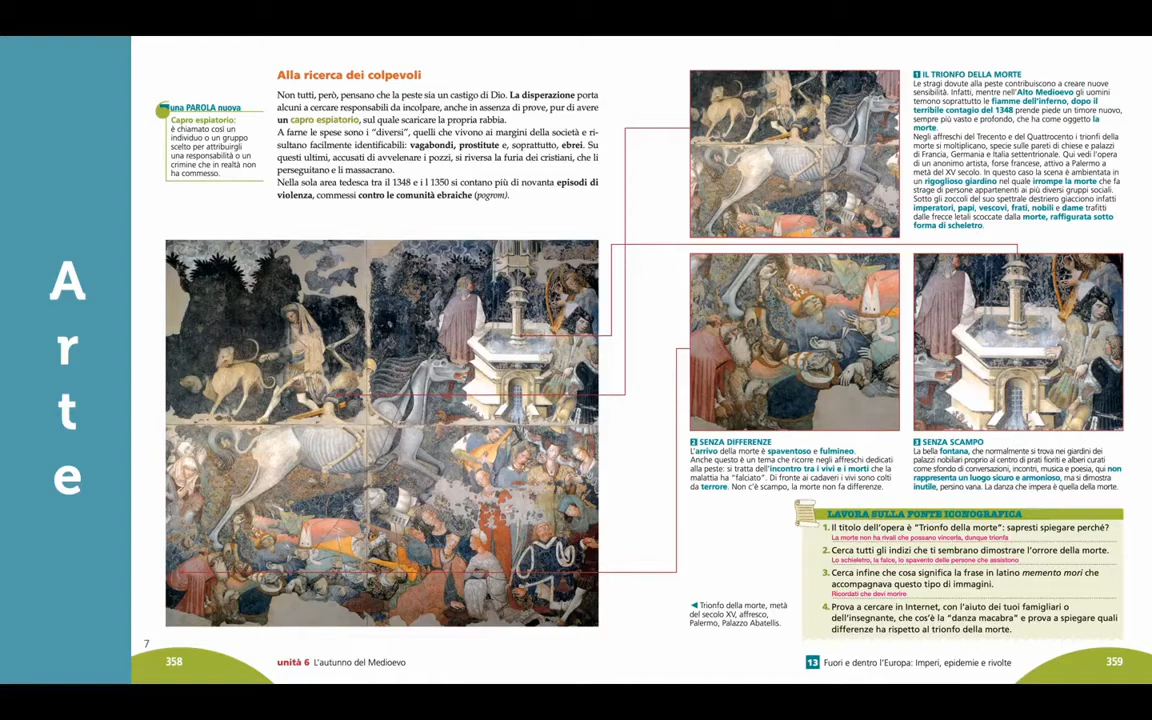 A
r
t
e
Alla ricerca dei colpevoli
Non tutti, però, pensano che la peste sia un castigo di Dio. La disperazione porta
alcuni a cercare responsabili da incolpare, anche in assenza di prove, pur di avere
un capro espiatorio, sul quale scaricare la propria rabbia.
A farne le spese sono i “diversi”, quelli che vivono ai margini della società e ri-
sultano facilmente identificabili: vagabondi, prostitute e, soprattutto, ebrei. Su
questi ultimi, accusati di avvelenare i pozzi, si riversa la furia dei cristiani, che li
perseguitano e li massacrano.
Nella sola area tedesca tra il 1348 e i l 1350 si contano più di novanta episodi di
violenza, commessi contro le comunità ebraiche (pogrom).
una PAROLA nuova
Capro espiatorio:
è chiamato così un
individuo o un gruppo
scelto per attribuirgli
una responsabilità o un
crimine che in realtà non
ha commesso.
1 IL TRIONFO DELLA MORTE
Le stragi dovute alla peste contribuiscono a creare nuove
sensibilità. Infatti, mentre nell'Alto Medioevo gli uomini
temono soprattutto le fiamme dell'inferno, dopo il
terribile contagio del 1348 prende piede un timore nuovo,
sempre più vasto e profondo, che ha come oggetto la
morte.
Negli affreschi del Trecento e del Quattrocento i trionfi della
morte si moltiplicano, specie sulle pareti di chiese e palazzi
di Francia, Germania e Italia settentrionale. Qui vedi l'opera
di un anonimo artista, forse francese, attivo a Palermo a
metà del XV secolo. In questo caso la scena è ambientata in
un rigoglioso giardino nel quale irrompe la morte che fa
strage di persone appartenenti ai più diversi gruppi sociali.
Sotto gli zoccoli del suo spettrale destriero giacciono infatti
imperatori, papi, vescovi, frati, nobili e dame trafitti
dalle frecce letali scoccate dalla morte, raffigurata sotto
forma di scheletro.
2 SENZA DIFFERENZE
L'arrivo della morte è spaventoso e fulmineo.
Anche questo è un tema che ricorre negli affreschi dedicati
alla peste: si tratta dell'incontro tra i vivi e i morti che la
malattia ha “falciato”. Di fronte ai cadaveri i vivi sono colti
da terrore. Non c'è scampo, la morte non fa differenze.
3 SENZA SCAMPO
La bella fontana, che normalmente si trova nei giardini dei
palazzi nobiliari proprio al centro di prati fioriti e alberi curati
come sfondo di conversazioni, incontri, musica e poesia, qui non
rappresenta un luogo sicuro e armonioso, ma si dimostra
inutile, persino vana. La danza che impera è quella della morte.
LAVORA SULLA FONTE ICONOGRAFICA
1. Il titolo dell'opera è “Trionfo della morte”: sapresti spiegare perché?
La morte non ha rivali che possano vincerla, dunque trionfa
2. Cerca tutti gli indizi che ti sembrano dimostrare l'orrore della morte.
Lo schieletro, la falce, lo spavento delle persone che assistono
3. Cerca infine che cosa significa la frase in latino memento mori che
accompagnava questo tipo di immagini.
Ricordati che devi morire
4. Prova a cercare in Internet, con l'aiuto dei tuoi famigliari o
dell'insegnante, che cos'è la “danza macabra” e prova a spiegare quali
differenze ha rispetto al trionfo della morte.
◄ Trionfo della morte, metà
del secolo XV, affresco,
Palermo, Palazzo Abatellis.
7
358
unità 6 L'autunno del Medioevo
13 Fuori e dentro l'Europa: Imperi, epidemie e rivolte
359